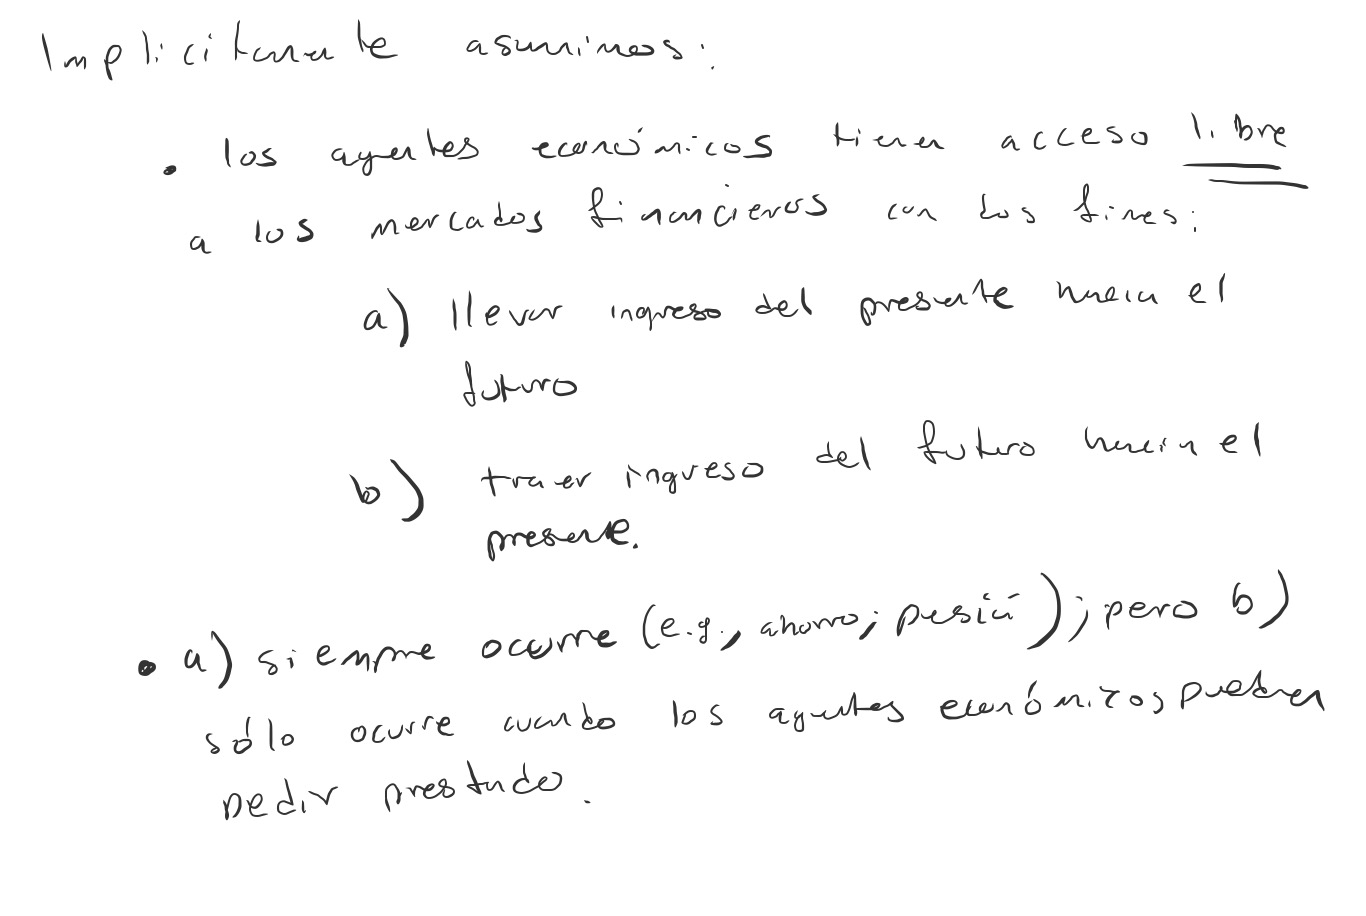 Implícitamente asumimos:
• los agentes económicos tienen acceso libre
a los mercados financieros con dos fines:
a) llevar ingreso del presente hacia el
futuro
b) traer ingreso del futuro hacia el
presente.
• a) siempre ocurre (e.g., ahorro; pensión); pero b)
sólo ocurre cuando los agentes económicos puedan
pedir prestado.